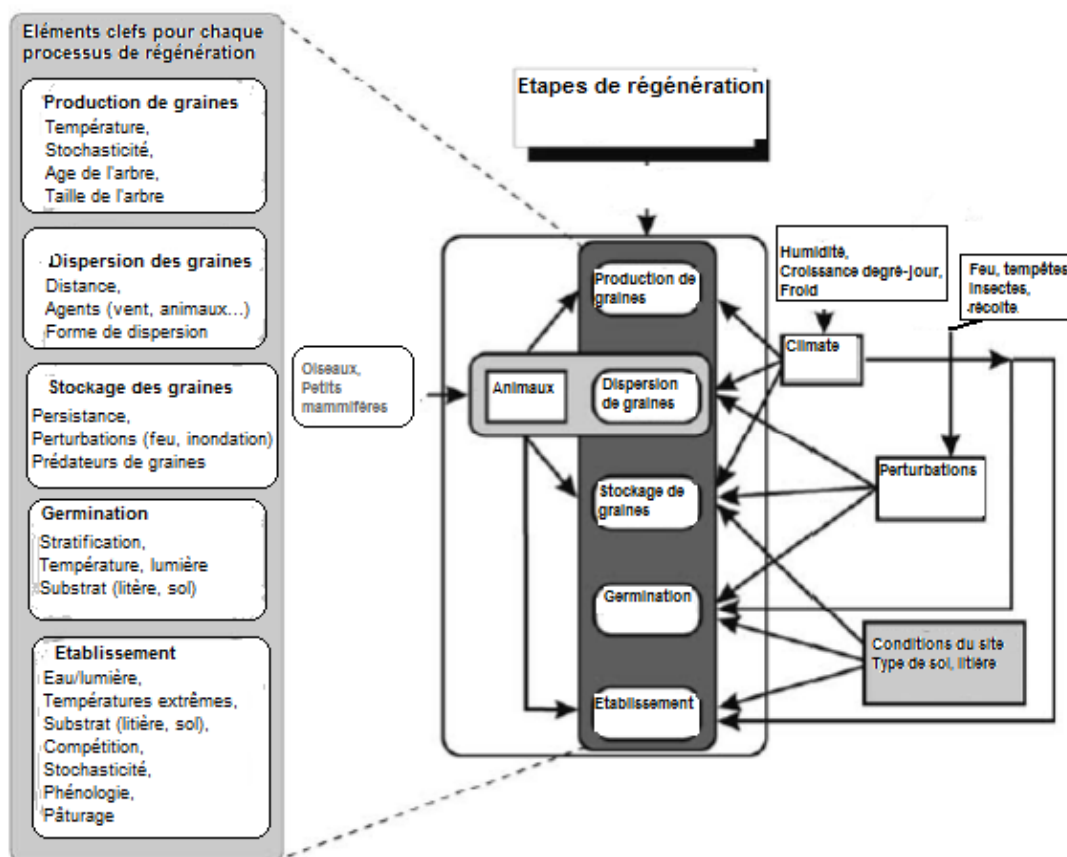 Eléments clefs pour chaque
processus de régénération
Production de graines
Température,
Stochasticité,
Age de l'arbre,
Taille de l'arbre
Dispersion des graines
Distance,
Agents (vent, animaux...)
Forme de dispersion
Stockage des graines
Persistance,
Perturbations (feu, inondation)
Prédateurs de graines
Germination
Stratification,
Température, lumière
Substrat (litère, sol)
Etablissement
Eau/lumière,
Températures extrêmes,
Substrat (litière, sol),
Compétition,
Stochasticité,
Phénologie,
Pâturage
Etapes de régénération
Oiseaux,
Petits
mammifères
Animaux
Production de
graines
Dispersion
de graines
Stockage de
graines
Germination
Etablissement
Humidité,
Croissance degré-jour,
Froid
Climate
Feu, tempêtes
insectes,
récolte.
Perturbations
Conditions du site
Type de sol, litière